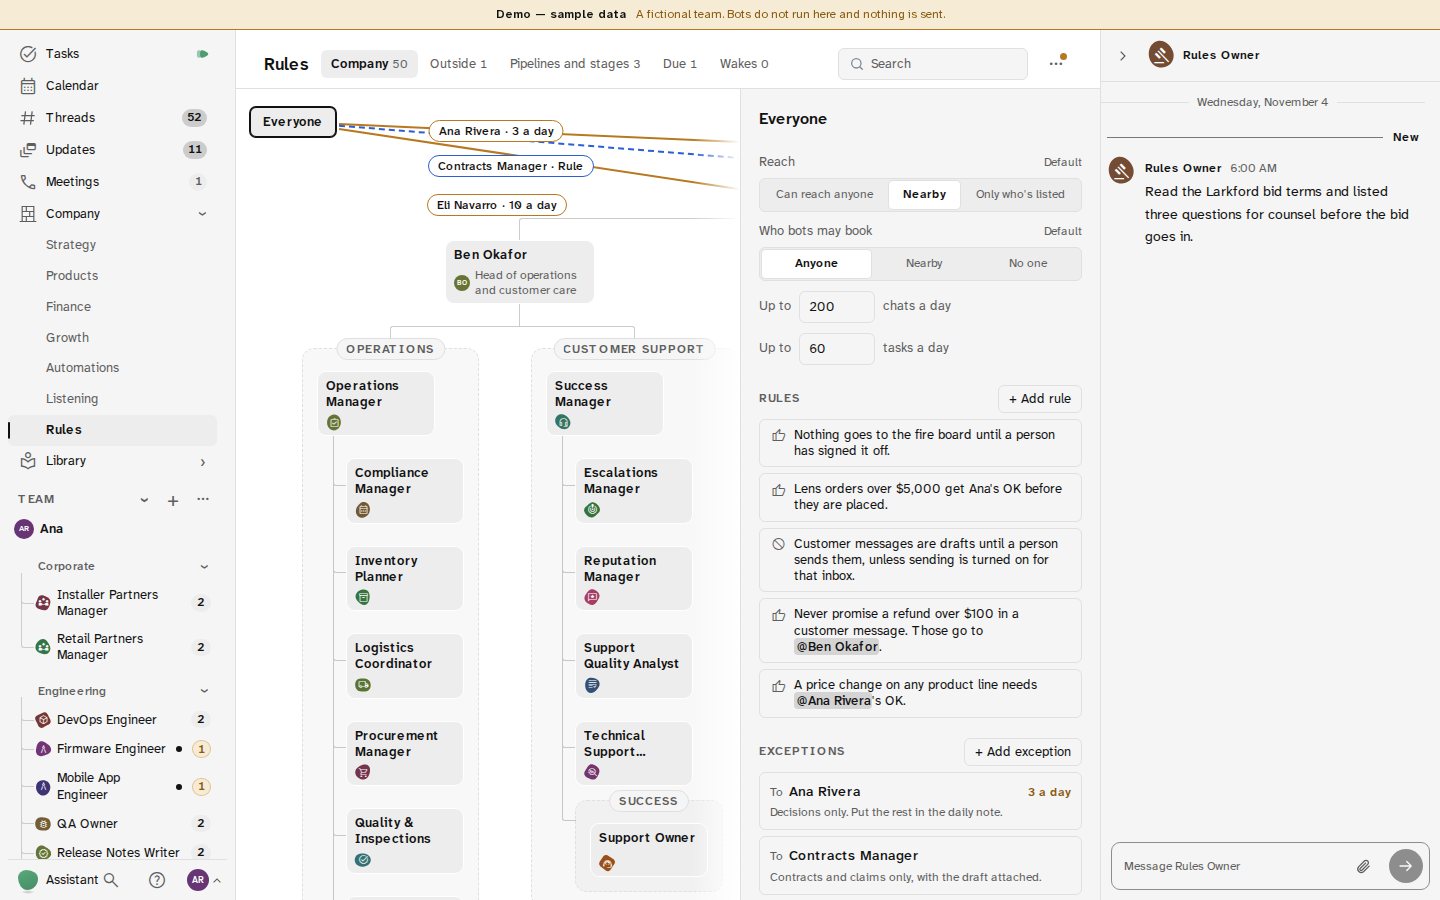 Demo — sample data A fictional team. Bots do not run here and nothing is sent.
Tasks
Calendar
Threads 52
Updates 11
Meetings 1
Company
Strategy
Products
Finance
Growth
Automations
Listening
Rules
Library
TEAM
AR Ana
Corporate
Installer Partners
Manager
2
Retail Partners
Manager
2
Engineering
DevOps Engineer 2
Firmware Engineer 1
Mobile App
Engineer
1
QA Owner 2
Release Notes Writer 2
Assistant
AR
Rules
Company 50
Outside 1
Pipelines and stages 3
Due 1
Wakes 0
Search
Everyone
Ana Rivera · 3 a day
Contracts Manager · Rule
Eli Navarro · 10 a day
Ben Okafor
BO
Head of operations
and customer care
OPERATIONS
Operations
Manager
Compliance
Manager
Inventory
Planner
Logistics
Coordinator
Procurement
Manager
Quality &
Inspections
CUSTOMER SUPPORT
Success
Manager
Escalations
Manager
Reputation
Manager
Support
Quality Analyst
Technical
Support...
SUCCESS
Support Owner
Everyone
Reach Default
Can reach anyone Nearby Only who's listed
Who bots may book Default
Anyone Nearby No one
Up to 200 chats a day
Up to 60 tasks a day
RULES + Add rule
Nothing goes to the fire board until a person
has signed it off.
Lens orders over $5,000 get Ana's OK before
they are placed.
Customer messages are drafts until a person
sends them, unless sending is turned on for
that inbox.
Never promise a refund over $100 in a
customer message. Those go to
@Ben Okafor.
A price change on any product line needs
@Ana Rivera's OK.
EXCEPTIONS + Add exception
To Ana Rivera 3 a day
Decisions only. Put the rest in the daily note.
To Contracts Manager
Contracts and claims only, with the draft attached.
Rules Owner
Wednesday, November 4
New
Rules Owner 6:00 AM
Read the Larkford bid terms and listed
three questions for counsel before the bid
goes in.
Message Rules Owner